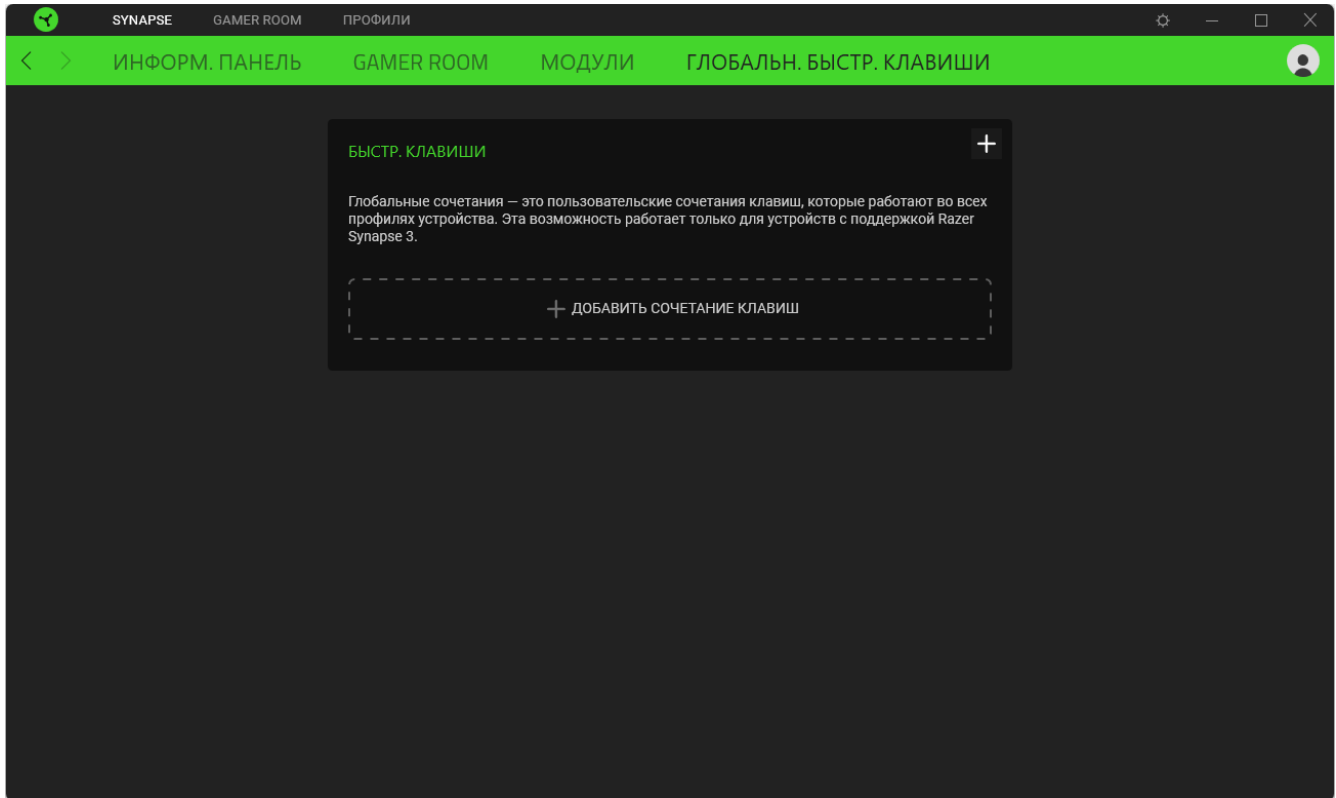 SYNAPSE GAMER ROOM ПРОФИЛИ
ИНФОРМ. ПАНЕЛЬ GAMER ROOM МОДУЛИ ГЛОБАЛЬН. БЫСТР. КЛАВИШИ
БЫСТР. КЛАВИШИ
Глобальные сочетания — это пользовательские сочетания клавиш, которые работают во всех
профилях устройства. Эта возможность работает только для устройств с поддержкой Razer
Synapse 3.
ДОБАВИТЬ СОЧЕТАНИЕ КЛАВИШ